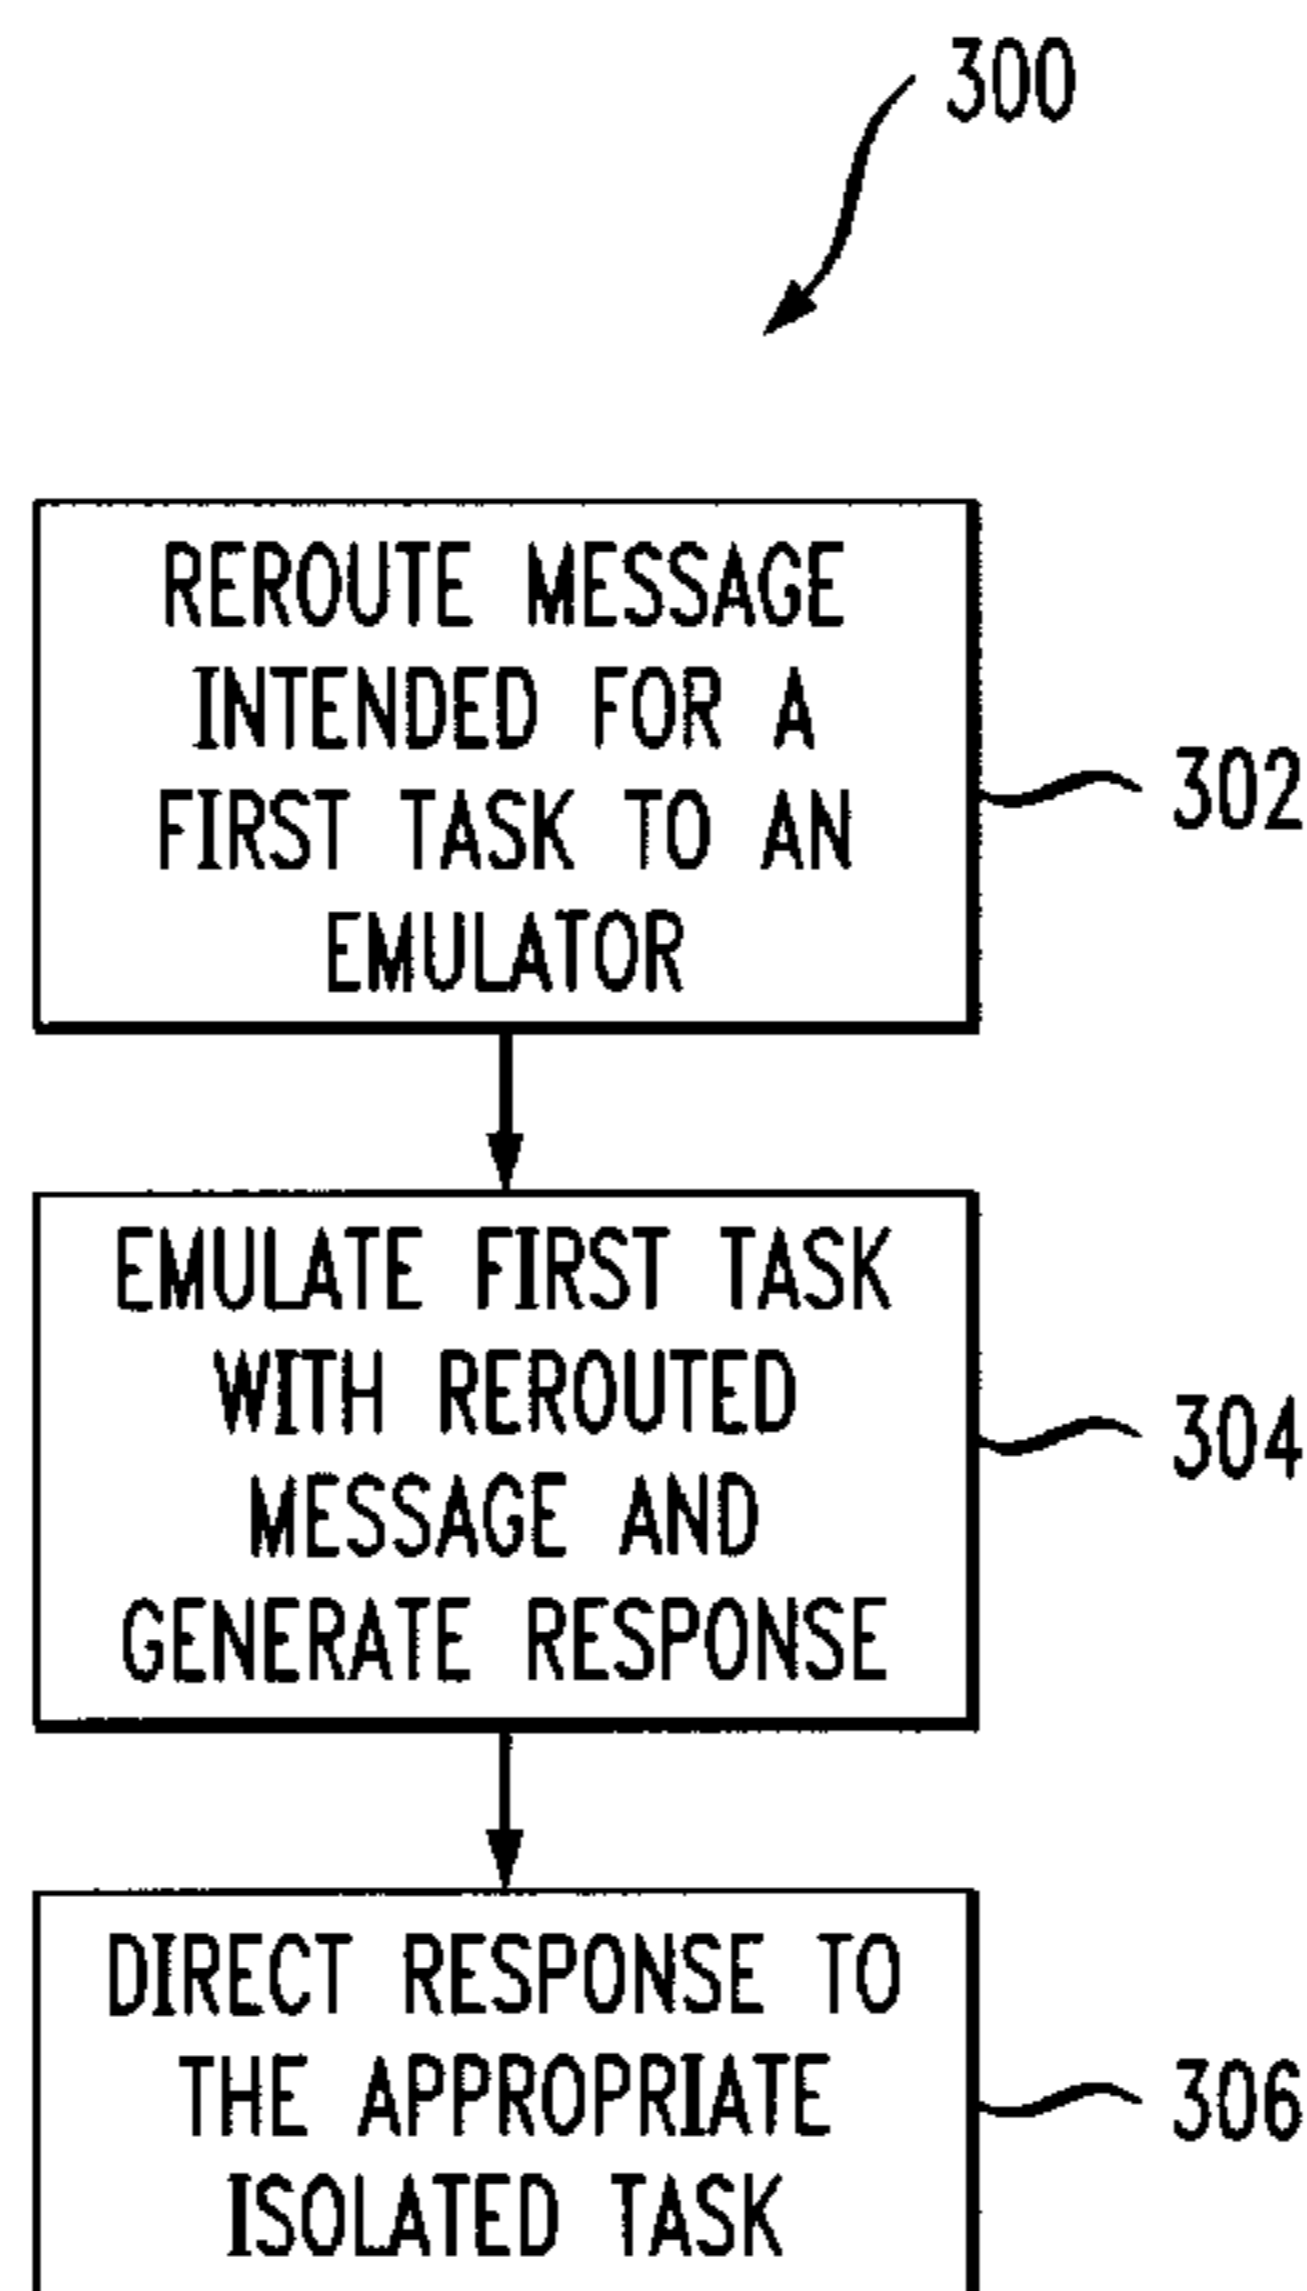 300
REROUTE MESSAGE
INTENDED FOR A
FIRST TASK TO AN
EMULATOR
302
EMULATE FIRST TASK
WITH REROUTED
MESSAGE AND
GENERATE RESPONSE
304
DIRECT RESPONSE TO
THE APPROPRIATE
ISOLATED TASK
306